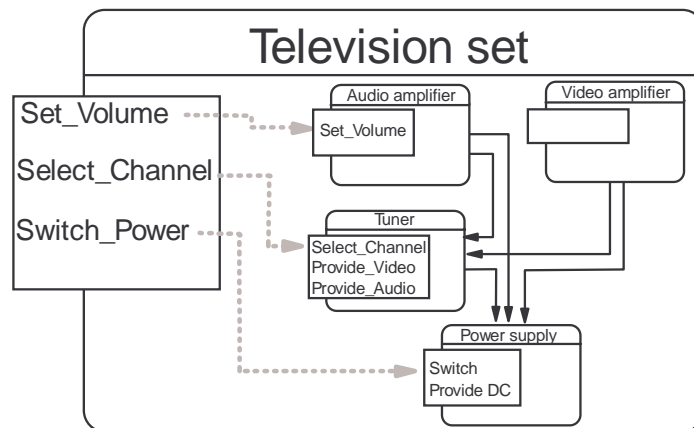 Television set
Set_Volume
Select_Channel
Switch_Power
Audio amplifier
Set_Volume
Video amplifier
Tuner
Select_Channel
Provide_Video
Provide_Audio
Power supply
Switch
Provide DC